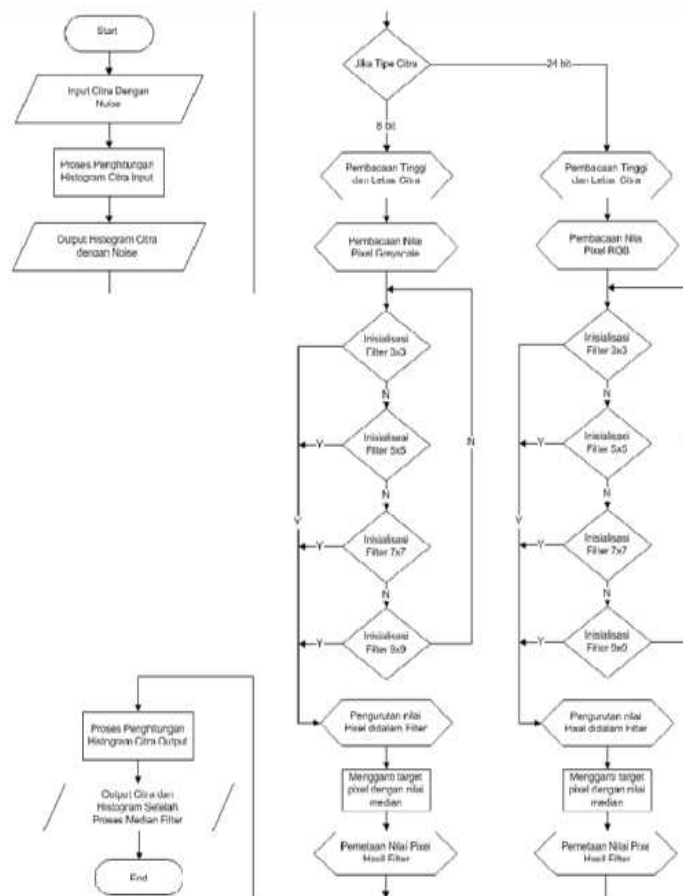 Start
Input Citra Dengan
Noise
Proses Penghitungan
Histogram Citra Input
Output Histogram Citra
dengan Noise
Proses Penghitungan
Histogram Citra Output
Output Citra dan
Histogram Setelah
Proses Median Filter
End
Jika Tipe Citra
8 bit
24 bit
Pembacaan Tinggi
dan Lebar Citra
Pembacaan Nilai
Pixel Grayscale
Inisialisasi
Filter 3x3
N
Inisialisasi
Filter 5x5
Y
N
N
Y
Inisialisasi
Filter 7x7
Y
N
Inisialisasi
Filter 9x9
Y
Pengurutan nilai
Pixel didalam Filter
Mengganti target
pixel dengan nilai
median
Pemetaan Nilai Pixel
Hasil Filter
Pembacaan Tinggi
dan Lebar Citra
Pembacaan Nilai
Pixel RGB
Inisialisasi
Filter 3x3
N
Inisialisasi
Filter 5x5
Y
N
Y
Inisialisasi
Filter 7x7
Y
N
Inisialisasi
Filter 9x9
Y
Pengurutan nilai
Pixel didalam Filter
Mengganti target
pixel dengan nilai
median
Pemetaan Nilai Pixel
Hasil Filter